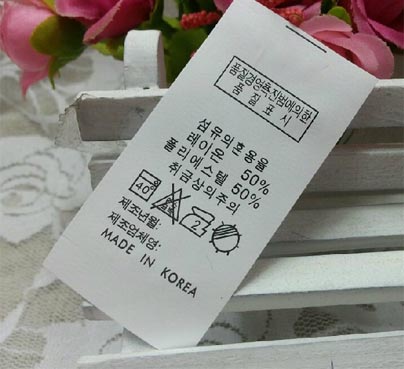 품질경영촉진법에의한
품질표시
섬유의혼용율
레이온 50%
폴리에스텔 50%
취급상의주의
40
제조년월:
제조업체명:
MADE IN KOREA